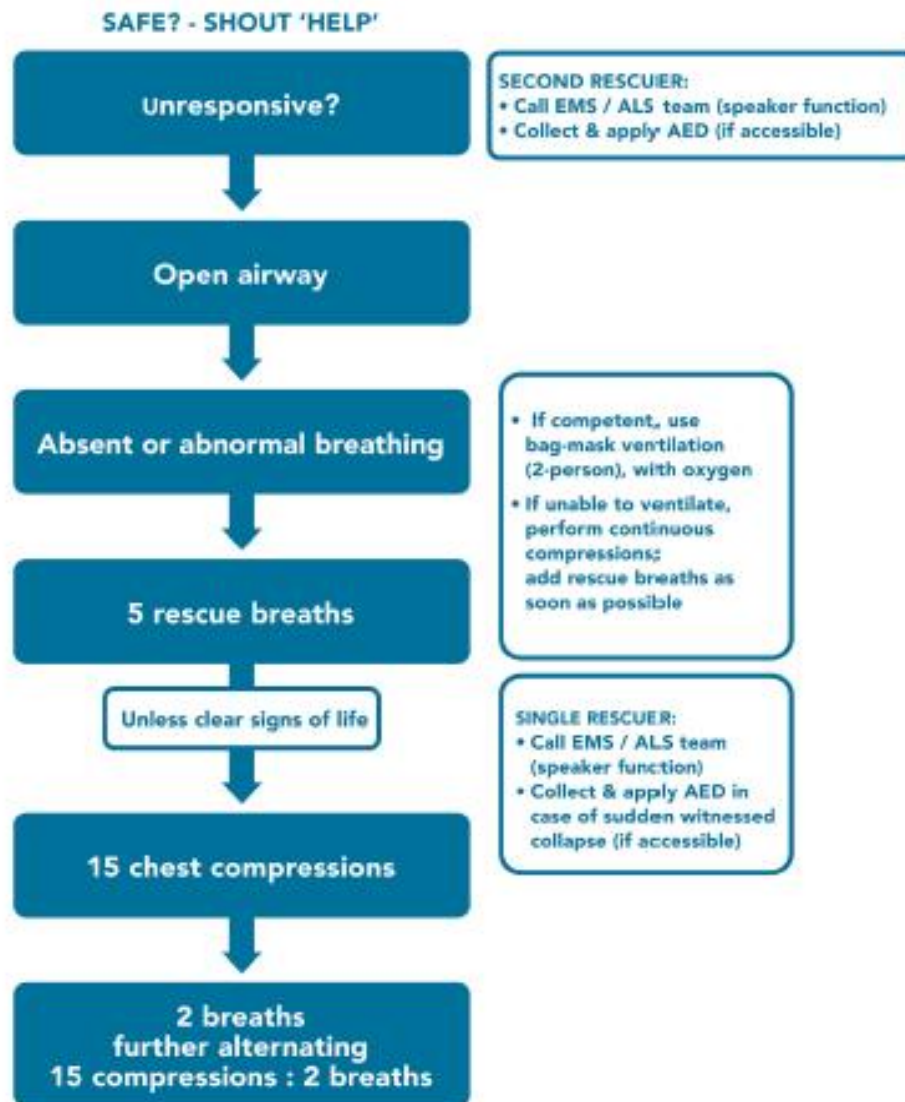 SAFE? - SHOUT 'HELP'
Unresponsive?
SECOND RESCUER:
• Call EMS / ALS team (speaker function)
• Collect & apply AED (if accessible)
Open airway
Absent or abnormal breathing
• If competent, use
bag-mask ventilation
(2-person), with oxygen
• If unable to ventilate,
perform continuous
compressions;
add rescue breaths as
soon as possible
5 rescue breaths
Unless clear signs of life
SINGLE RESCUER:
• Call EMS / ALS team
(speaker function)
• Collect & apply AED in
case of sudden witnessed
collapse (if accessible)
15 chest compressions
2 breaths
further alternating
15 compressions : 2 breaths